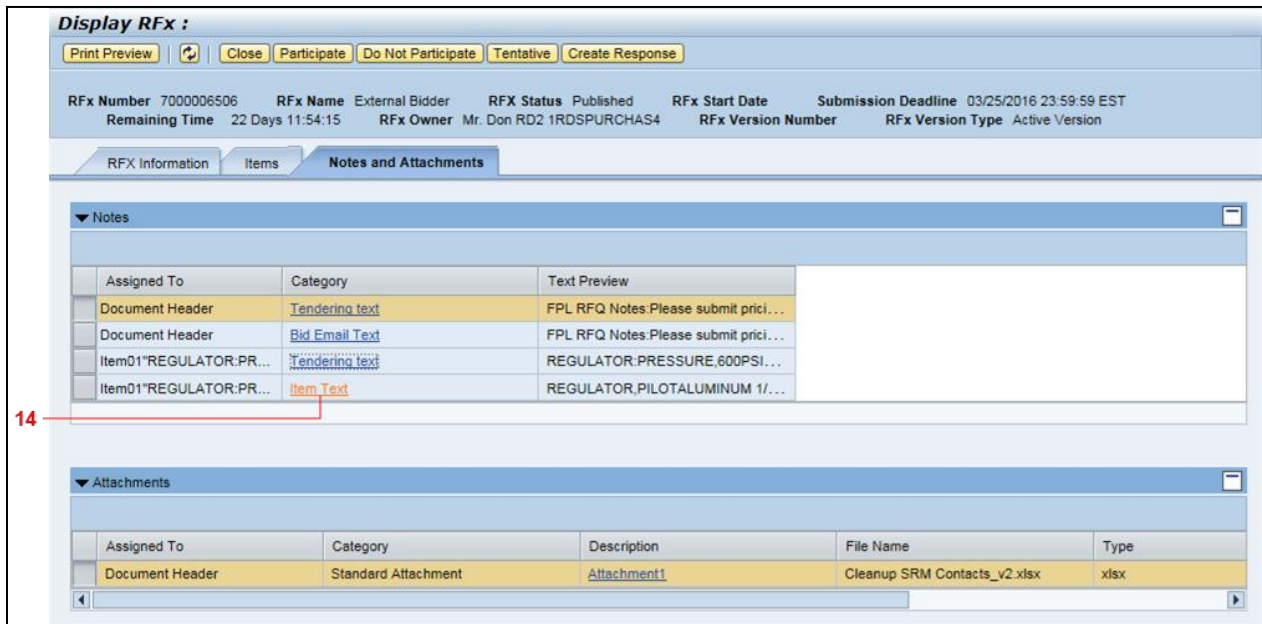 Display RFx :
Print Preview Close Participate Do Not Participate Tentative Create Response
RFx Number 7000006506 RFx Name External Bidder RFX Status Published RFx Start Date Submission Deadline 03/25/2016 23:59:59 EST
Remaining Time 22 Days 11:54:15 RFx Owner Mr. Don RD2 1RDSPURCHAS4 RFx Version Number RFx Version Type Active Version
RFX Information Items Notes and Attachments
Notes
Assigned To Category Text Preview
Document Header Tendering text FPL RFQ Notes:Please submit prici...
Document Header Bid Email Text FPL RFQ Notes:Please submit prici...
Item01"REGULATOR:PR... Tendering text REGULATOR:PRESSURE,600PSI...
Item01"REGULATOR:PR... Item Text REGULATOR,PILOTALUMINUM 1/...
14
Attachments
Assigned To Category Description File Name Type
Document Header Standard Attachment Attachment1 Cleanup SRM Contacts_v2.xlsx xlsx